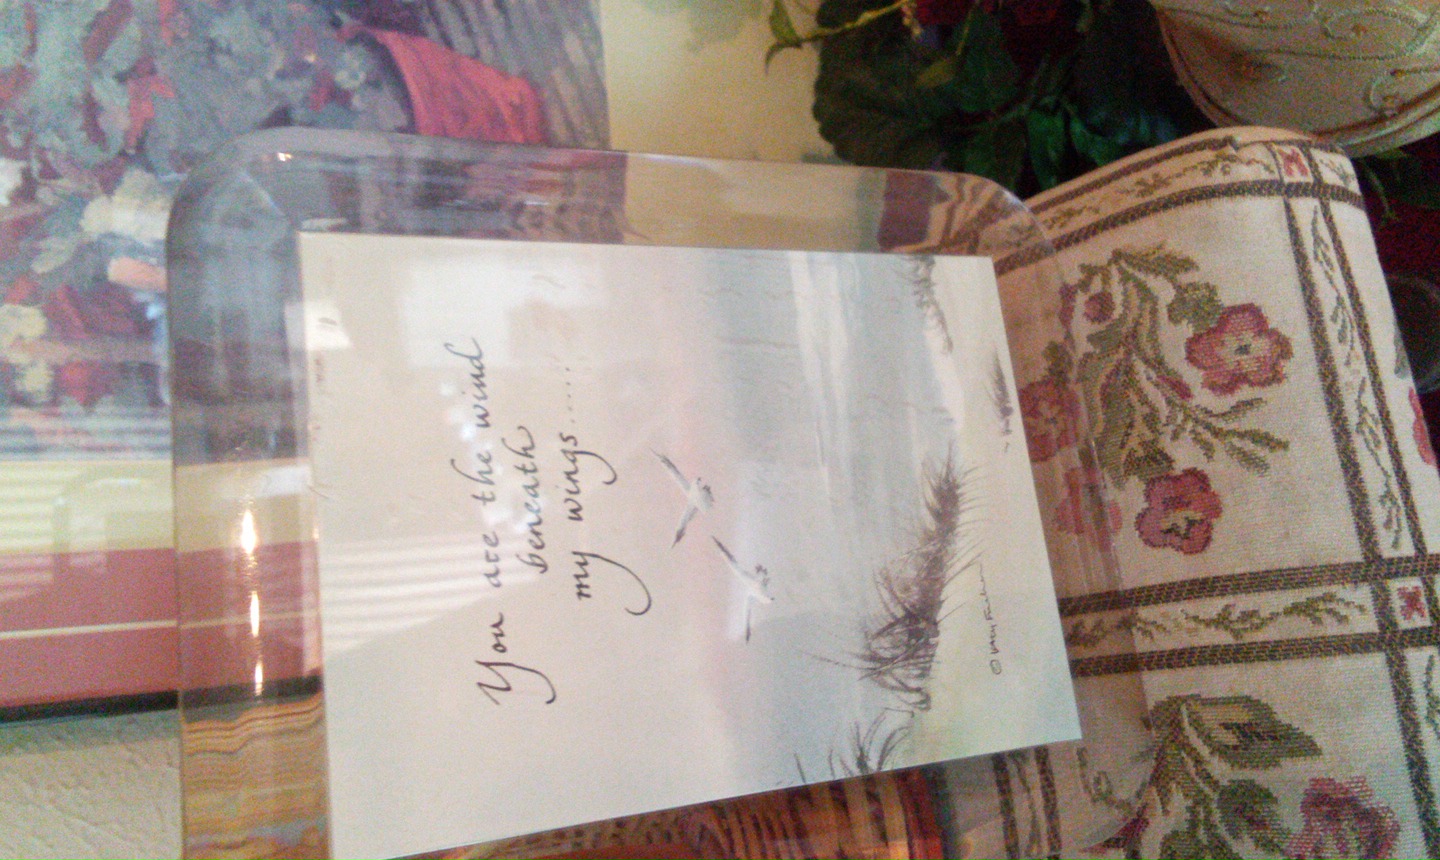 You are the wind
beneath
my wings......